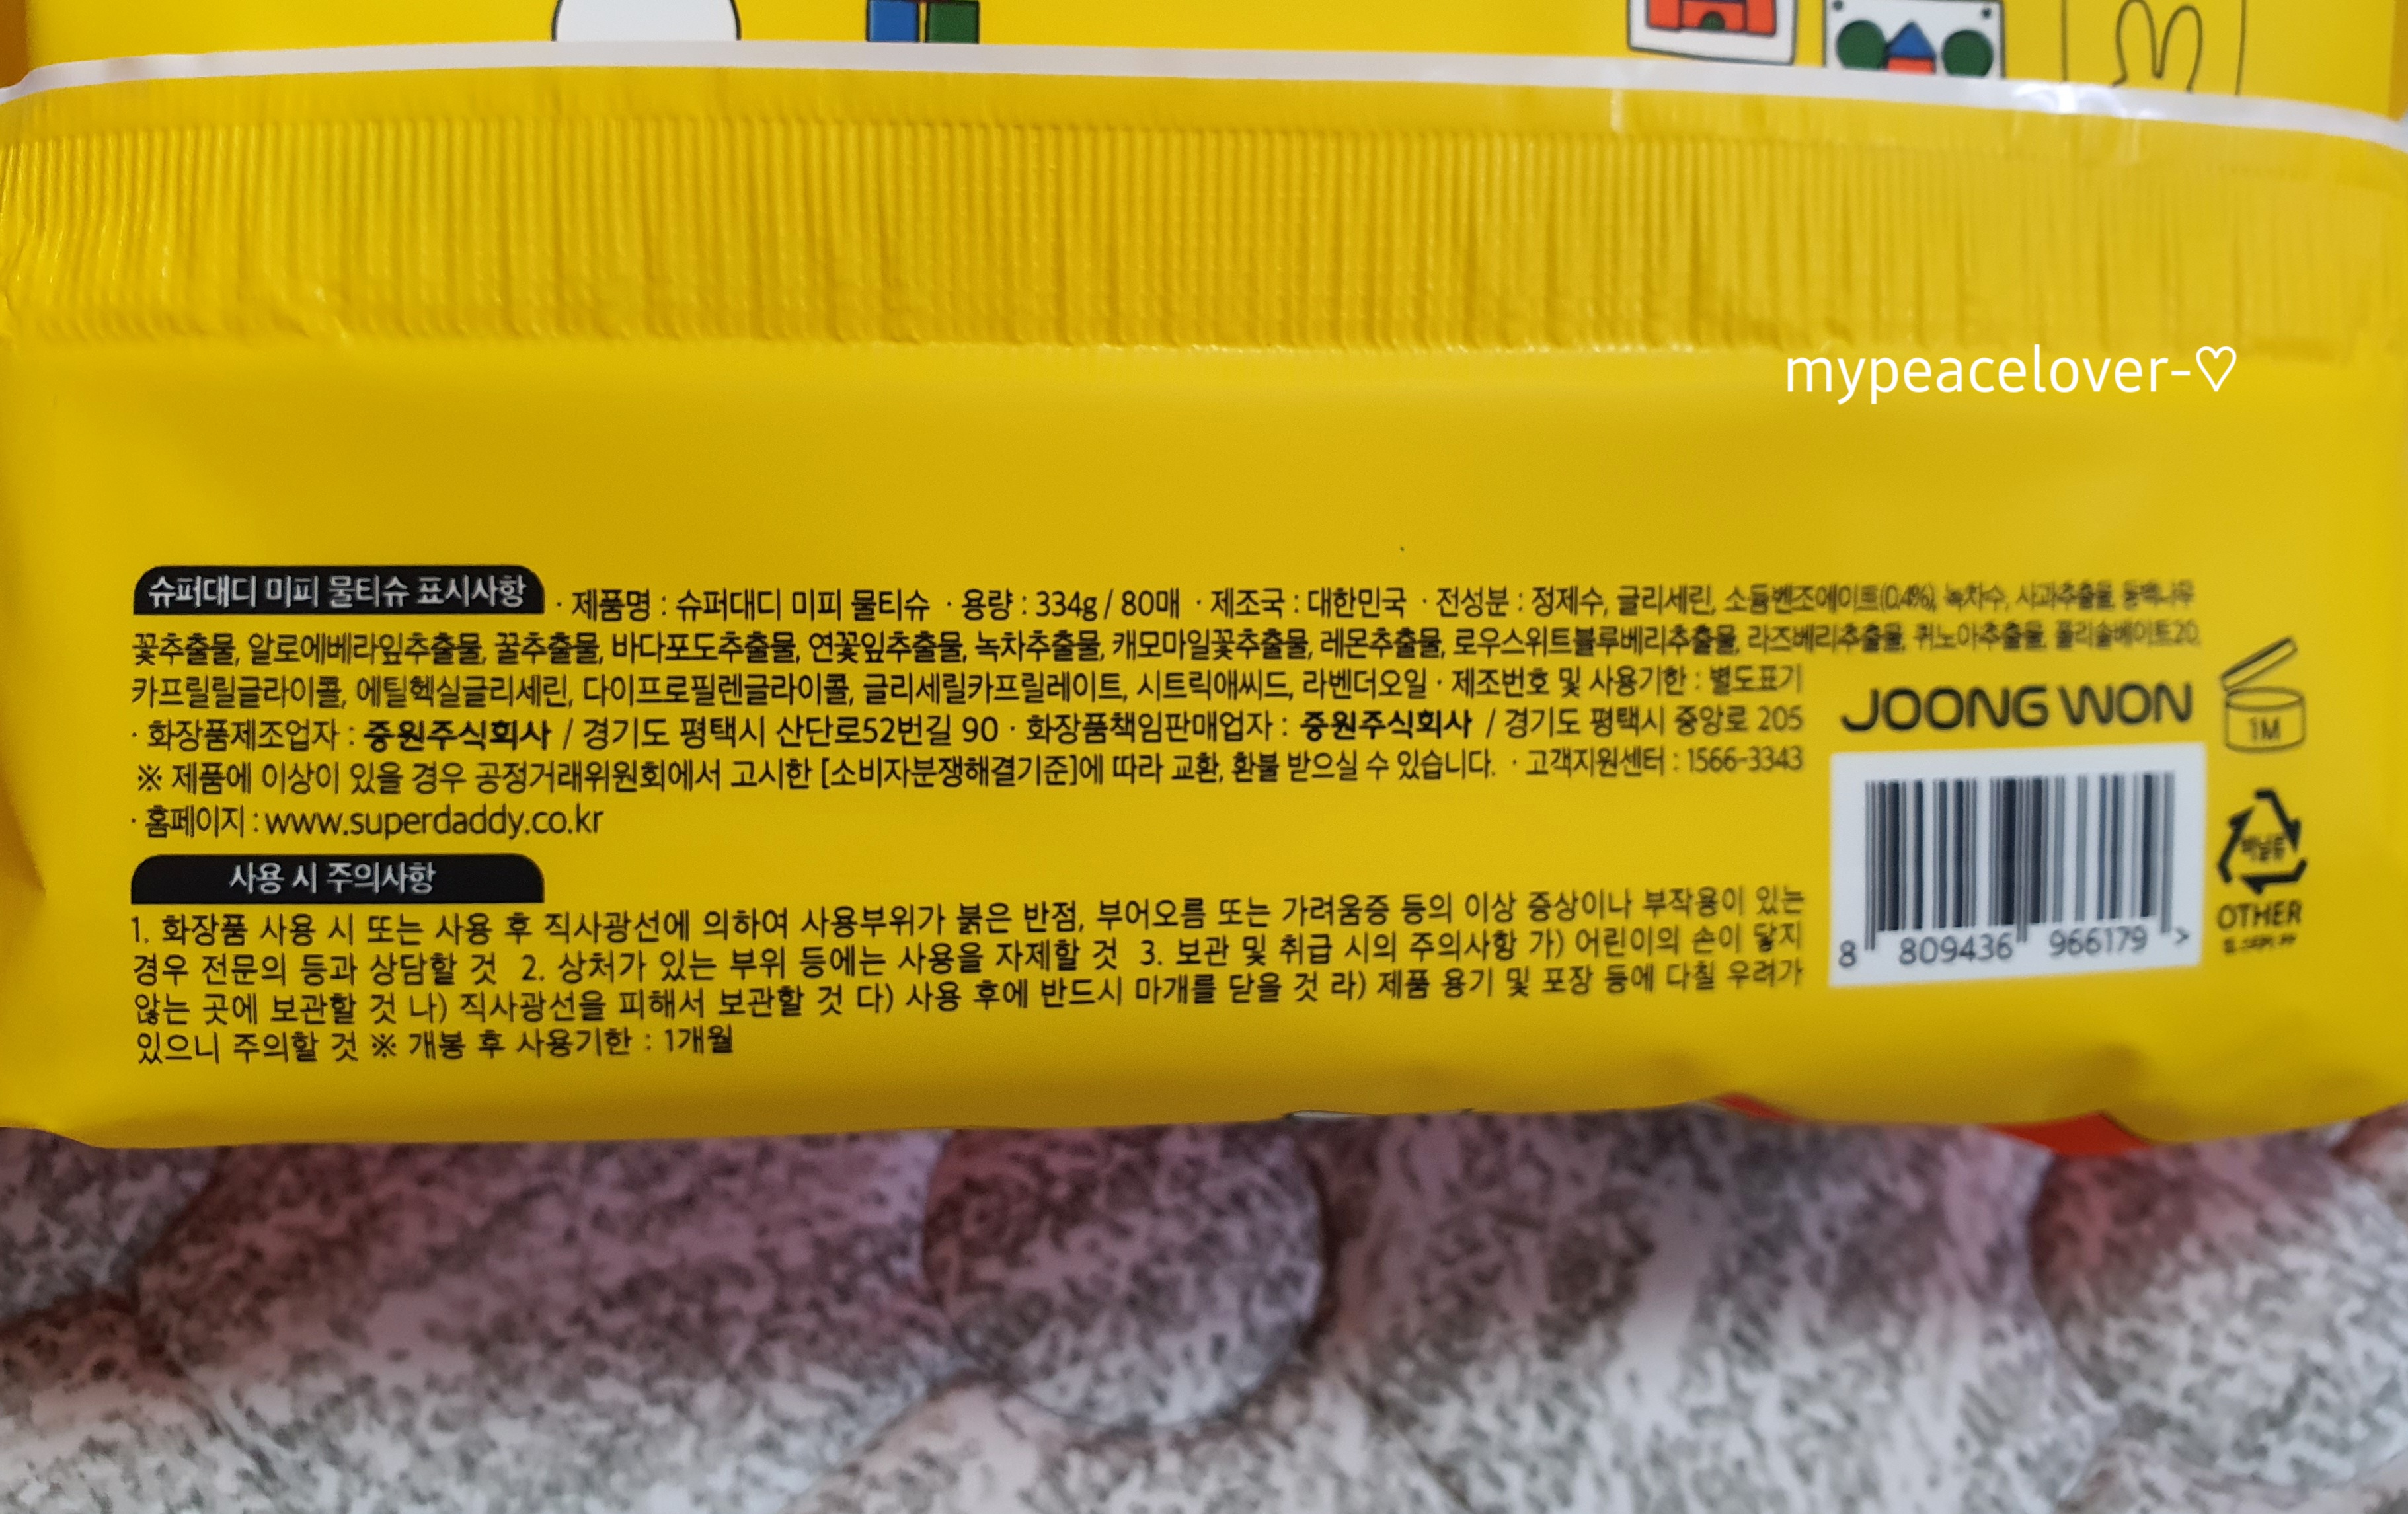 mypeacelover-♡
슈퍼대디 미피 물티슈 표시사항 · 제품명 : 슈퍼대디 미피 물티슈 · 용량 : 334g / 80매 · 제조국 : 대한민국 · 전성분 : 정제수, 글리세린, 소듐벤조에이트(0.4%), 녹차수, 사과추출물, 동백나무
꽃추출물, 알로에베라잎추출물, 꿀추출물, 바다포도추출물, 연꽃잎추출물, 녹차추출물, 캐모마일꽃추출물, 레몬추출물, 로우스위트블루베리추출물, 라즈베리추출물, 퀴노아추출물, 폴리솔베이트20,
카프릴릴글라이콜, 에틸헥실글리세린, 다이프로필렌글라이콜, 글리세릴카프릴레이트, 시트릭애씨드, 라벤더오일 · 제조번호 및 사용기한 : 별도표기
· 화장품제조업자 : 중원주식회사 / 경기도 평택시 산단로52번길 90 · 화장품책임판매업자 : 중원주식회사 / 경기도 평택시 중앙로 205
※ 제품에 이상이 있을 경우 공정거래위원회에서 고시한 [소비자분쟁해결기준]에 따라 교환, 환불 받으실 수 있습니다. · 고객지원센터 : 1566-3343
· 홈페이지 : www.superdaddy.co.kr
사용 시 주의사항
1. 화장품 사용 시 또는 사용 후 직사광선에 의하여 사용부위가 붉은 반점, 부어오름 또는 가려움증 등의 이상 증상이나 부작용이 있는
경우 전문의 등과 상담할 것 2. 상처가 있는 부위 등에는 사용을 자제할 것 3. 보관 및 취급 시의 주의사항 가) 어린이의 손이 닿지
않는 곳에 보관할 것 나) 직사광선을 피해서 보관할 것 다) 사용 후에 반드시 마개를 닫을 것 라) 제품 용기 및 포장 등에 다칠 우려가
있으니 주의할 것 ※ 개봉 후 사용기한 : 1개월
JOONG WON
1M
8 809436 966179 >
비닐류
OTHER